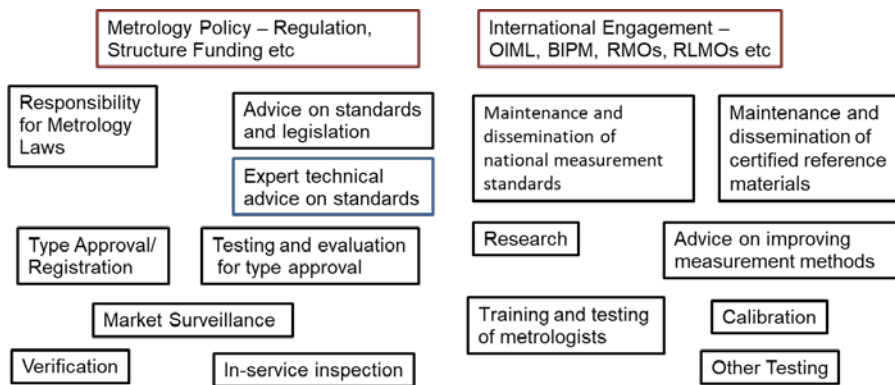 Metrology Policy – Regulation,
Structure Funding etc
International Engagement –
OIML, BIPM, RMOs, RLMOs etc
Responsibility
for Metrology
Laws
Advice on standards
and legislation
Expert technical
advice on standards
Maintenance and
dissemination of
national measurement
standards
Maintenance and
dissemination of
certified reference
materials
Type Approval/
Registration
Testing and evaluation
for type approval
Research
Advice on improving
measurement methods
Market Surveillance
Training and testing
of metrologists
Calibration
Verification
In-service inspection
Other Testing